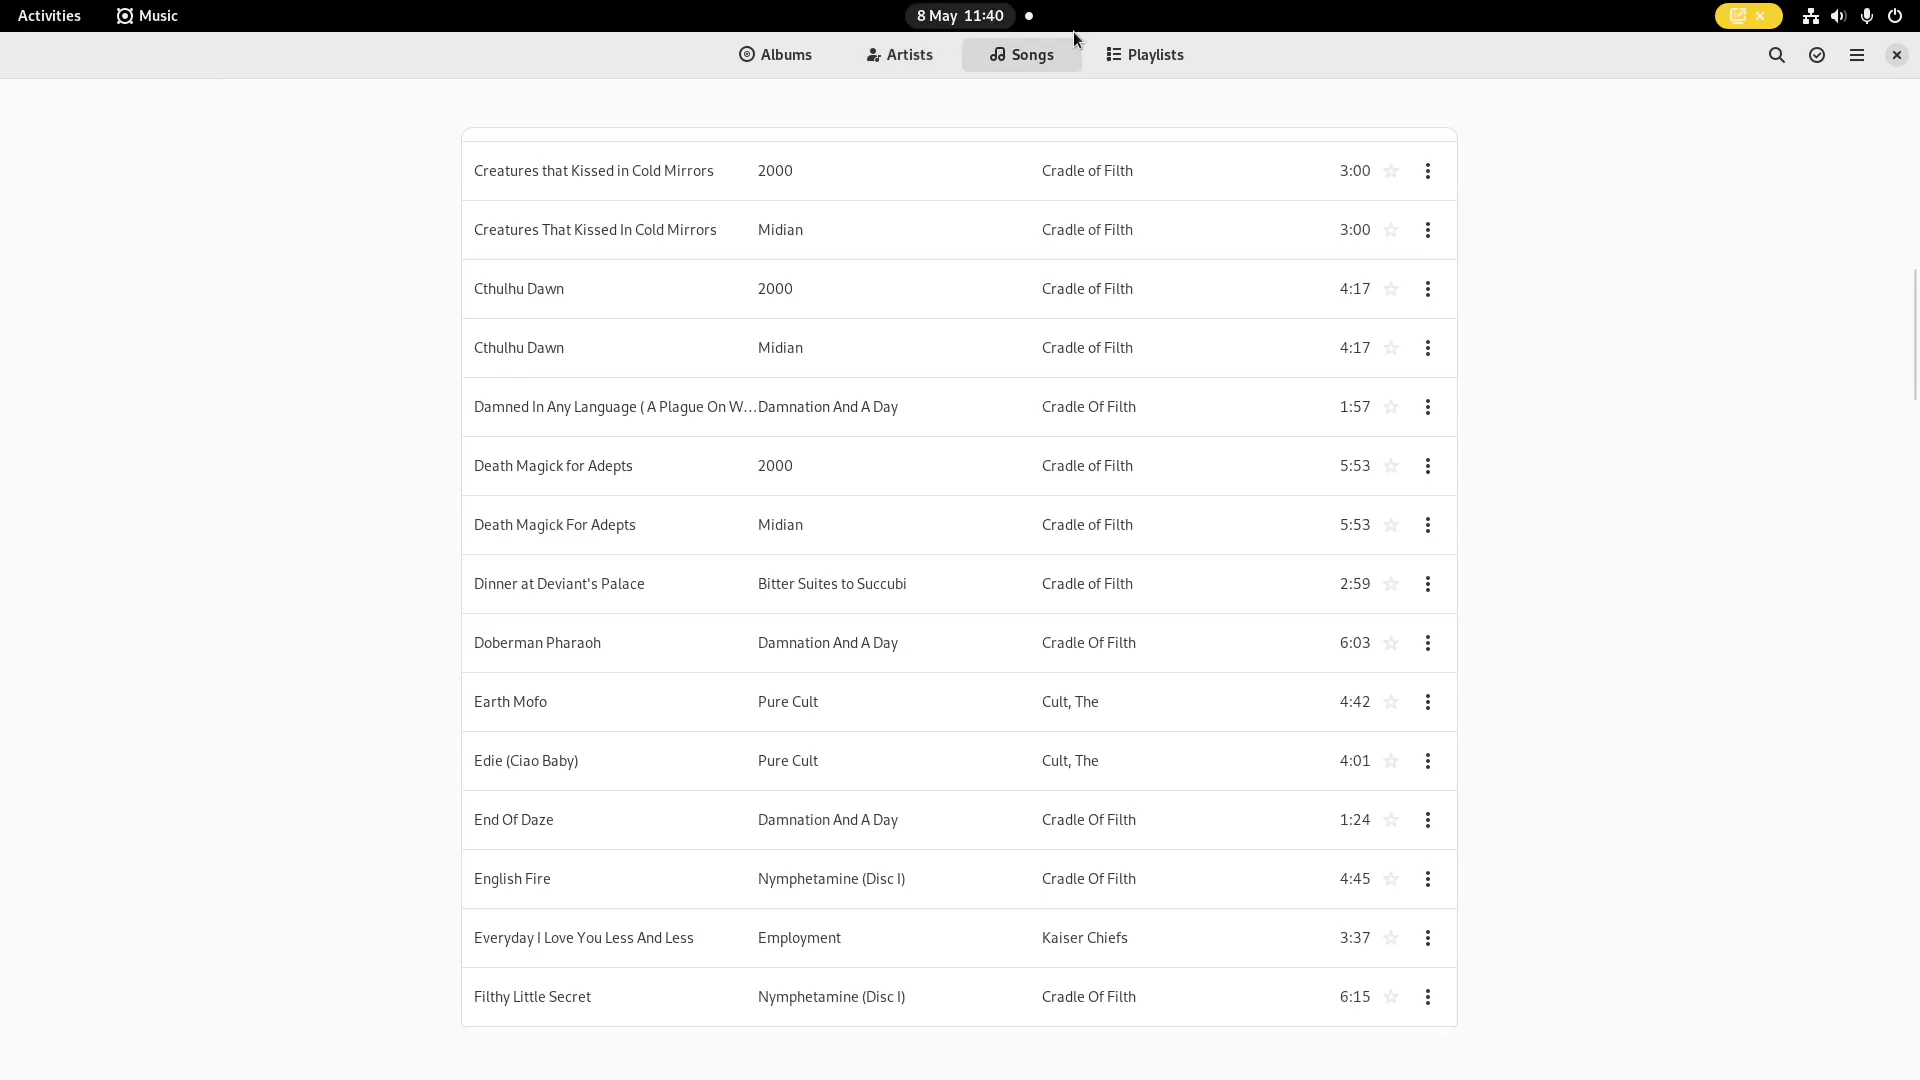 Activities Music 8 May 11:40
Albums Artists Songs Playlists
Creatures that Kissed in Cold Mirrors 2000 Cradle of Filth 3:00
Creatures That Kissed In Cold Mirrors Midian Cradle of Filth 3:00
Cthulhu Dawn 2000 Cradle of Filth 4:17
Cthulhu Dawn Midian Cradle of Filth 4:17
Damned In Any Language ( A Plague On W… Damnation And A Day Cradle Of Filth 1:57
Death Magick for Adepts 2000 Cradle of Filth 5:53
Death Magick For Adepts Midian Cradle of Filth 5:53
Dinner at Deviant's Palace Bitter Suites to Succubi Cradle of Filth 2:59
Doberman Pharaoh Damnation And A Day Cradle Of Filth 6:03
Earth Mofo Pure Cult Cult, The 4:42
Edie (Ciao Baby) Pure Cult Cult, The 4:01
End Of Daze Damnation And A Day Cradle Of Filth 1:24
English Fire Nymphetamine (Disc I) Cradle Of Filth 4:45
Everyday I Love You Less And Less Employment Kaiser Chiefs 3:37
Filthy Little Secret Nymphetamine (Disc I) Cradle Of Filth 6:15